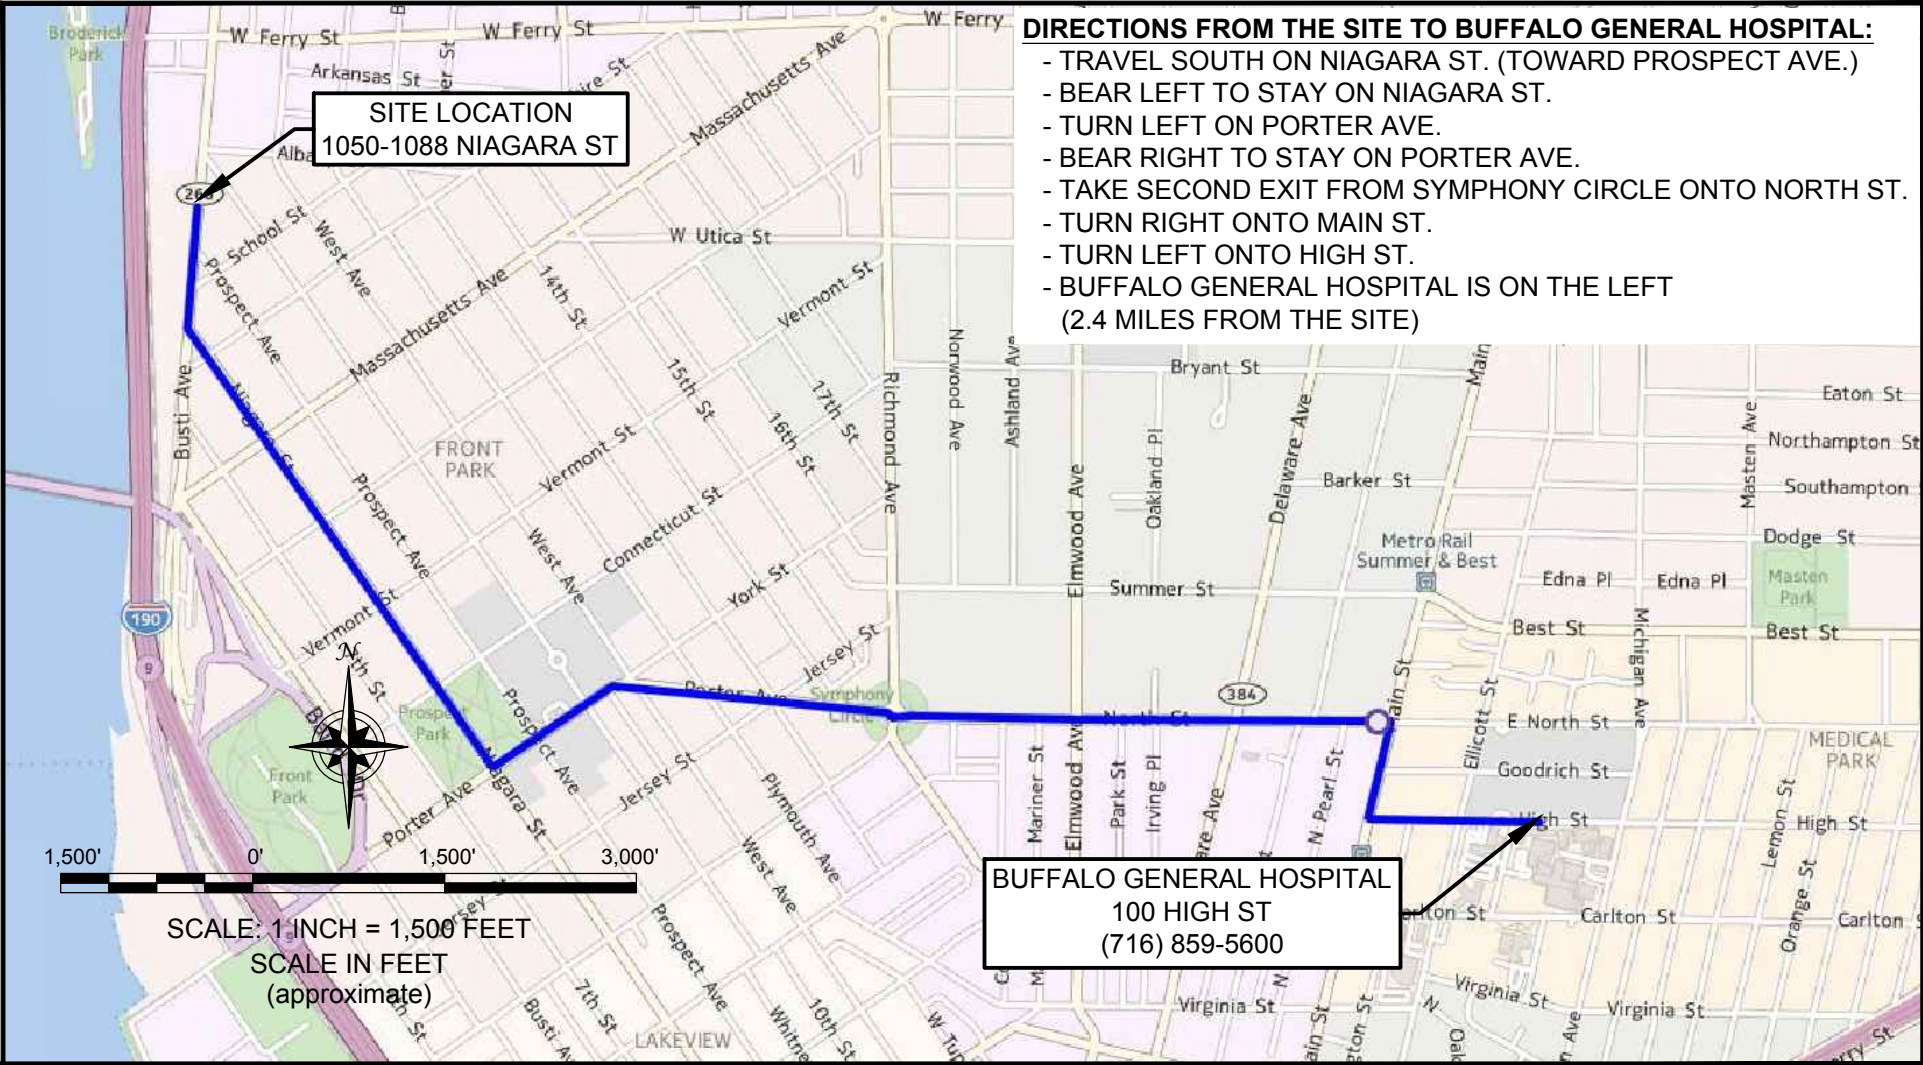 DIRECTIONS FROM THE SITE TO BUFFALO GENERAL HOSPITAL:
- TRAVEL SOUTH ON NIAGARA ST. (TOWARD PROSPECT AVE.)
- BEAR LEFT TO STAY ON NIAGARA ST.
- TURN LEFT ON PORTER AVE.
- BEAR RIGHT TO STAY ON PORTER AVE.
- TAKE SECOND EXIT FROM SYMPHONY CIRCLE ONTO NORTH ST.
- TURN RIGHT ONTO MAIN ST.
- TURN LEFT ONTO HIGH ST.
- BUFFALO GENERAL HOSPITAL IS ON THE LEFT
(2.4 MILES FROM THE SITE)
Broderick
Park
W Ferry St
W Ferry St
W Ferry
Arkansas St
Massachusetts Ave
SITE LOCATION
1050-1088 NIAGARA ST
School St
West Ave
W Utica St
Prospect Ave
Massachusetts Ave
14th St
Vermont St
Busti Ave
Niagara St
15th St
17th St
16th St
Richmond Ave
Norwood Ave
Ashland Ave
Bryant St
Main
Eaton St
FRONT
PARK
Vermont St
Oakland Pl
Elmwood Ave
Delaware Ave
Barker St
Masten Ave
Northampton St
Southampton
Prospect Ave
West Ave
Connecticut St
York St
Metro Rail
Summer & Best
Dodge St
Edna Pl
Edna Pl
Masten
Park
Summer St
190
Vermont St
Jersey St
Best St
Best St
Michigan Ave
9
N
Prospect
Park
Prospect Ave
Porter Ave
Symphony
Circle
North St
384
Main St
Ellicott St
E North St
MEDICAL
PARK
Front
Park
Niagara St
Porter Ave
Jersey St
Plymouth Ave
Mariner St
Elmwood Ave
Park St
Irving Pl
N Pearl St
Goodrich St
High St
Lemon St
High St
1,500' 0' 1,500' 3,000'
SCALE: 1 INCH = 1,500 FEET
SCALE IN FEET
(approximate)
West Ave
Prospect Ave
BUFFALO GENERAL HOSPITAL
100 HIGH ST
(716) 859-5600
Carlton St
Carlton
Orange St
Virginia St
Virginia St
Virginia St
7th St
10th St
LAKEVIEW